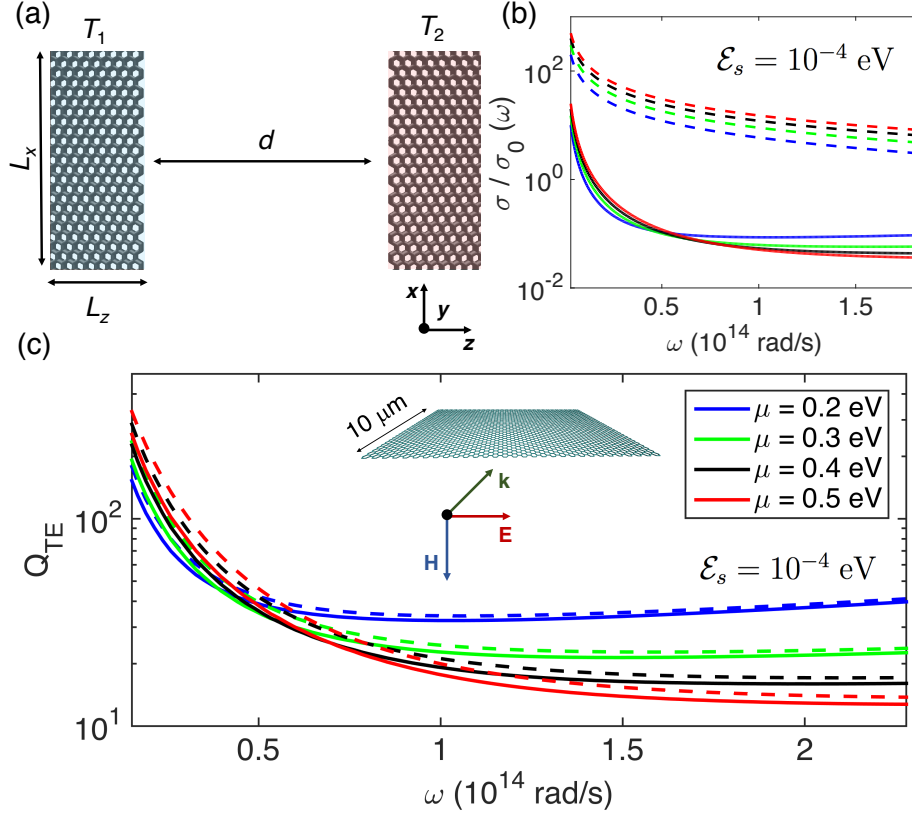 (a)
T1
T2
Lx
d
Lz
x
y
z
(b)
ℰs = 10−4 eV
σ / σ0 (ω)
10^2
10^0
10^-2
0.5
1
1.5
ω (10^14 rad/s)
(c)
QTE
10^2
10^1
10 μm
k
E
H
μ = 0.2 eV
μ = 0.3 eV
μ = 0.4 eV
μ = 0.5 eV
ℰs = 10−4 eV
0.5
1
1.5
2
ω (10^14 rad/s)